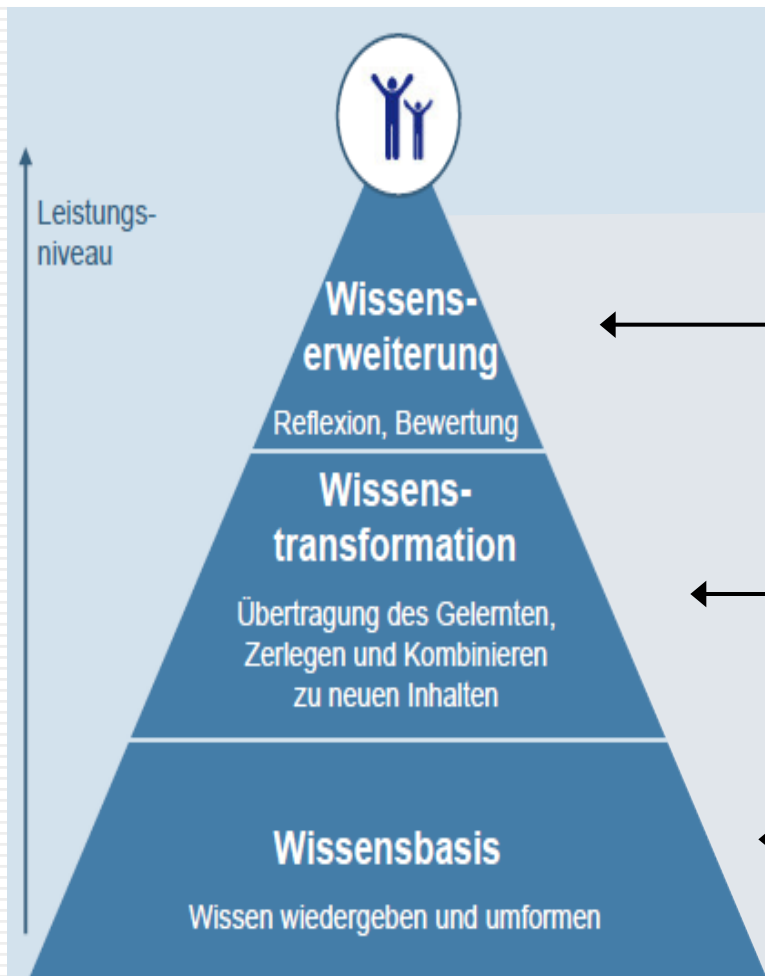 Leistungs-
niveau
Wissens-
erweiterung
Reflexion, Bewertung
Wissens-
transformation
Übertragung des Gelernten,
Zerlegen und Kombinieren
zu neuen Inhalten
Wissensbasis
Wissen wiedergeben und umformen